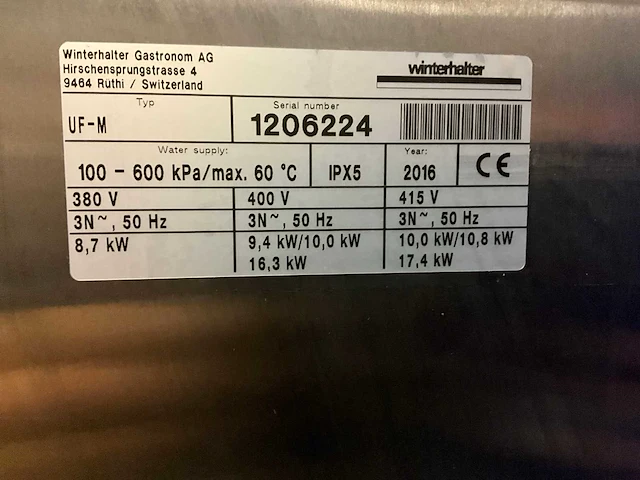 Winterhalter Gastronom AG
Hirschensprungstrasse 4
9464 Rüthi / Switzerland
winterhalter
Typ
UF-M
Serial number
1206224
Water supply:
100 - 600 kPa/max. 60 °C
IPX5
Year:
2016
CE
380 V
400 V
415 V
3N~, 50 Hz
3N~, 50 Hz
3N~, 50 Hz
8,7 kW
9,4 kW/10,0 kW
10,0 kW/10,8 kW
16,3 kW
17,4 kW